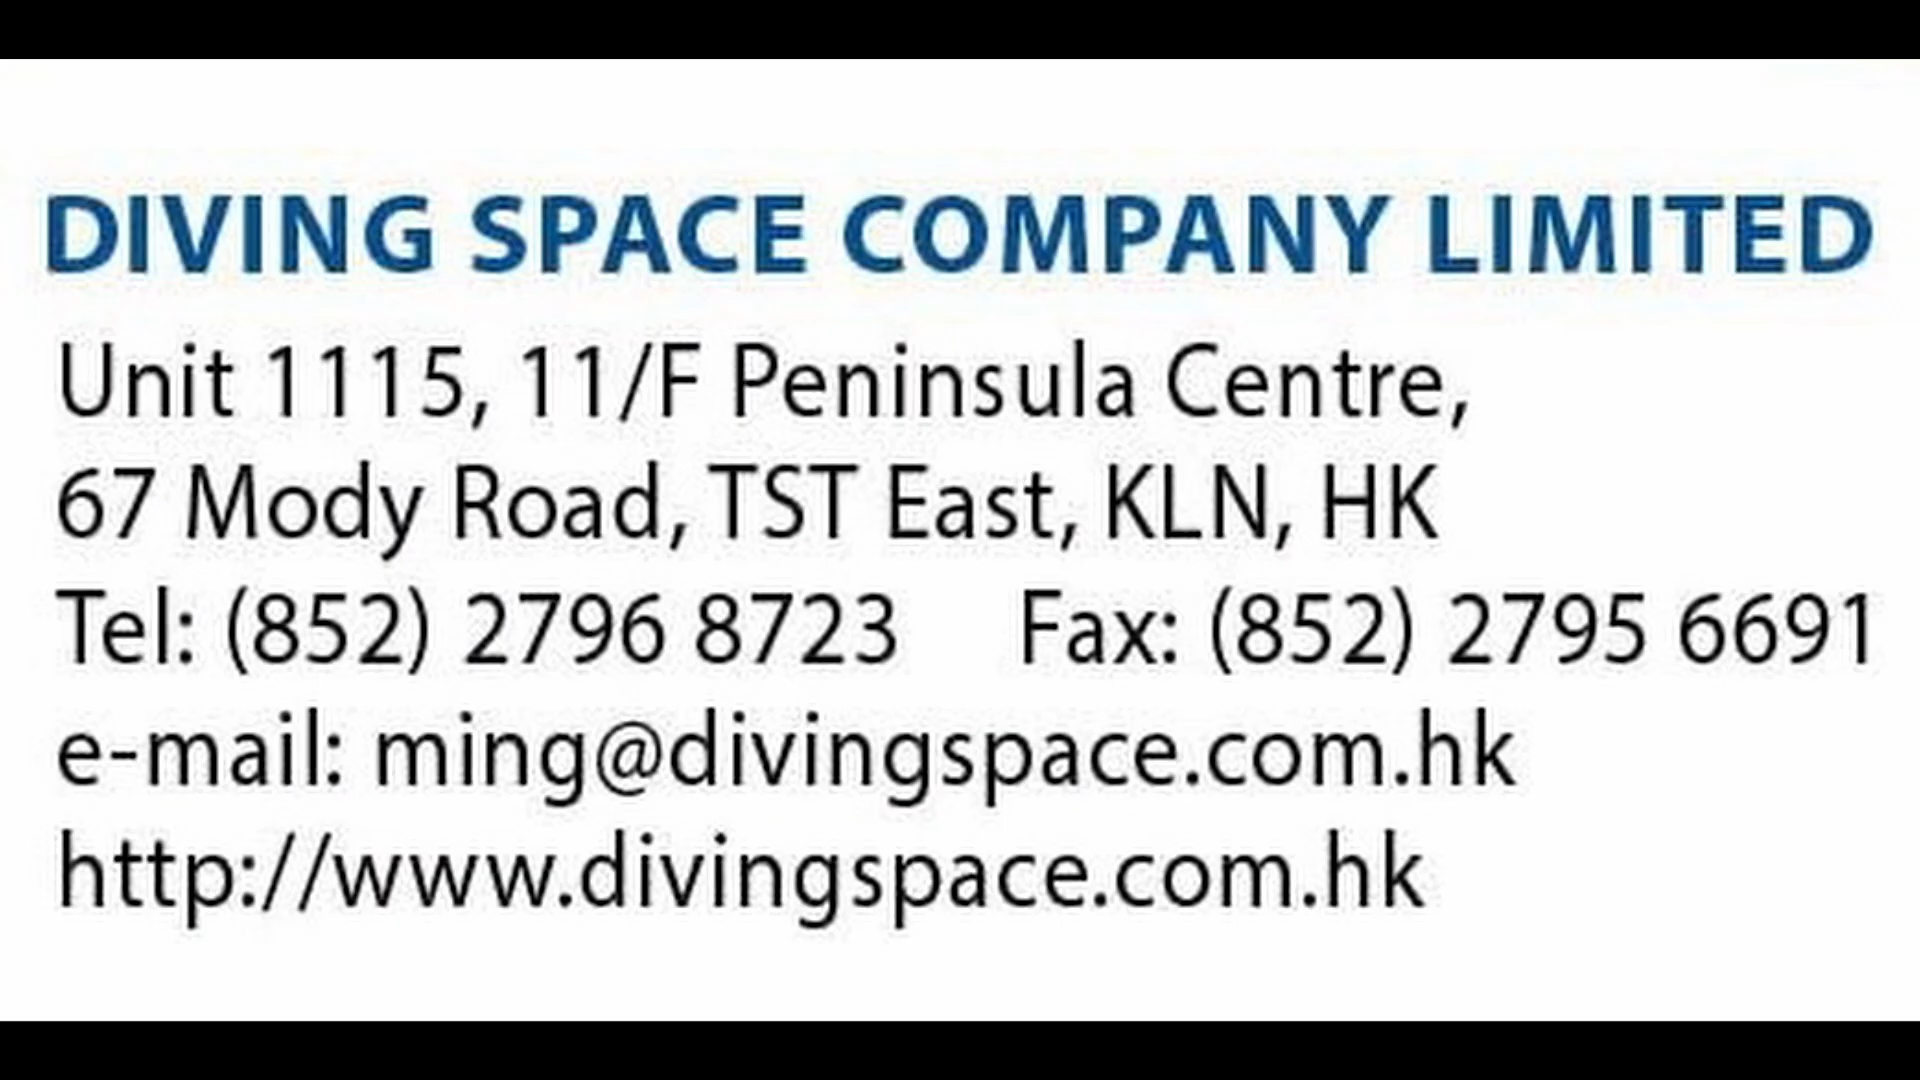 DIVING SPACE COMPANY LIMITED
Unit 1115, 11/F Peninsula Centre,
67 Mody Road, TST East, KLN, HK
Tel: (852) 2796 8723 Fax: (852) 2795 6691
e-mail: ming@divingspace.com.hk
http://www.divingspace.com.hk